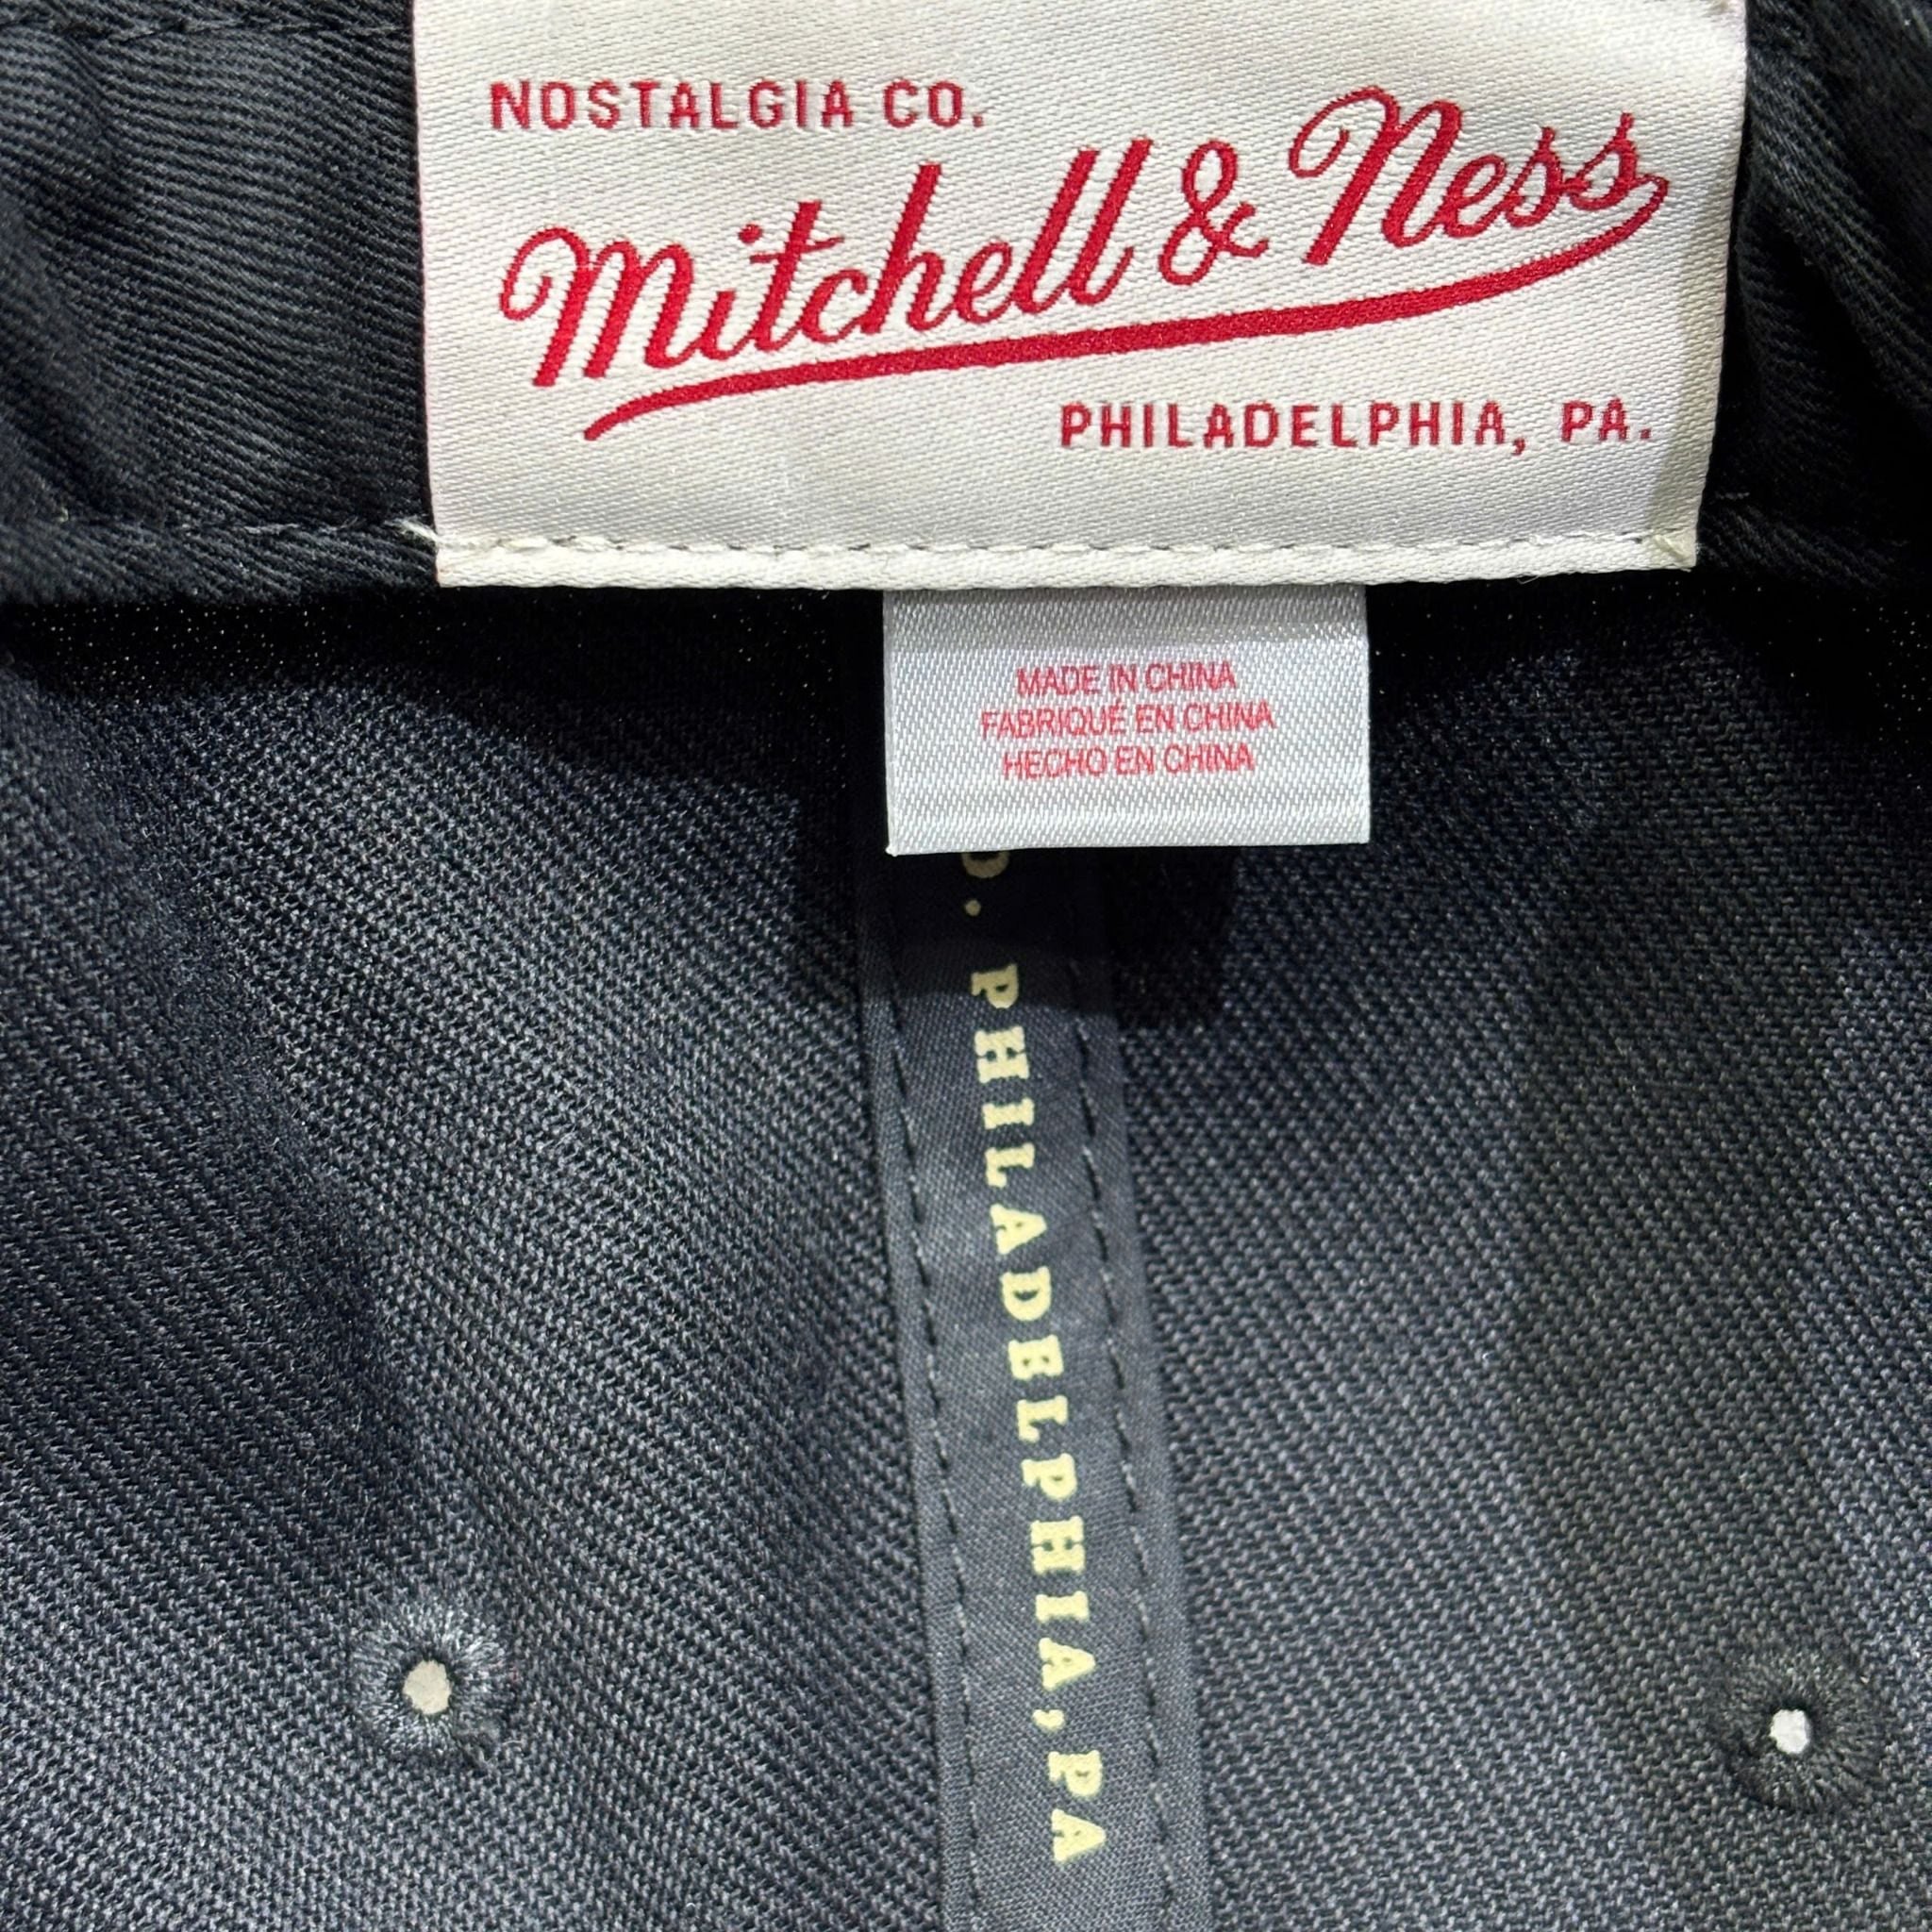 NOSTALGIA CO.
Mitchell & Ness
PHILADELPHIA, PA.
MADE IN CHINA
FABRIQUÉ EN CHINA
HECHO EN CHINA
PHILADELPHIA, PA